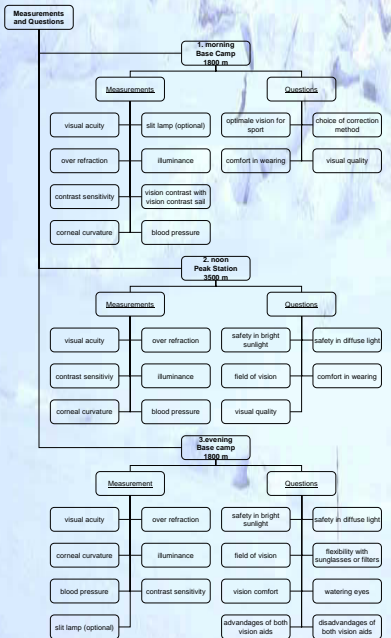 Measurements
and Questions
1. morning
Base Camp
1800 m
Measurements
Questions
visual acuity
slit lamp (optional)
optimale vision for
sport
choice of correction
method
over refraction
illuminance
comfort in wearing
visual quality
contrast sensitivity
vision contrast with
vision contrast sail
corneal curvature
blood pressure
2. noon
Peak Station
3500 m
Measurements
Questions
visual acuity
over refraction
safety in bright
sunlight
safety in diffuse light
contrast sensitiviy
illuminance
field of vision
comfort in wearing
corneal curvature
blood pressure
visual quality
3.evening
Base camp
1800 m
Measurement
Questions
visual acuity
over refraction
safety in bright
sunlight
safety in diffuse light
corneal curvature
illuminance
field of vision
flexibility with
sunglasses or filters
blood pressure
contrast sensitivity
vision comfort
watering eyes
slit lamp (optional)
advandages of both
vision aids
disadvandages of
both vision aids